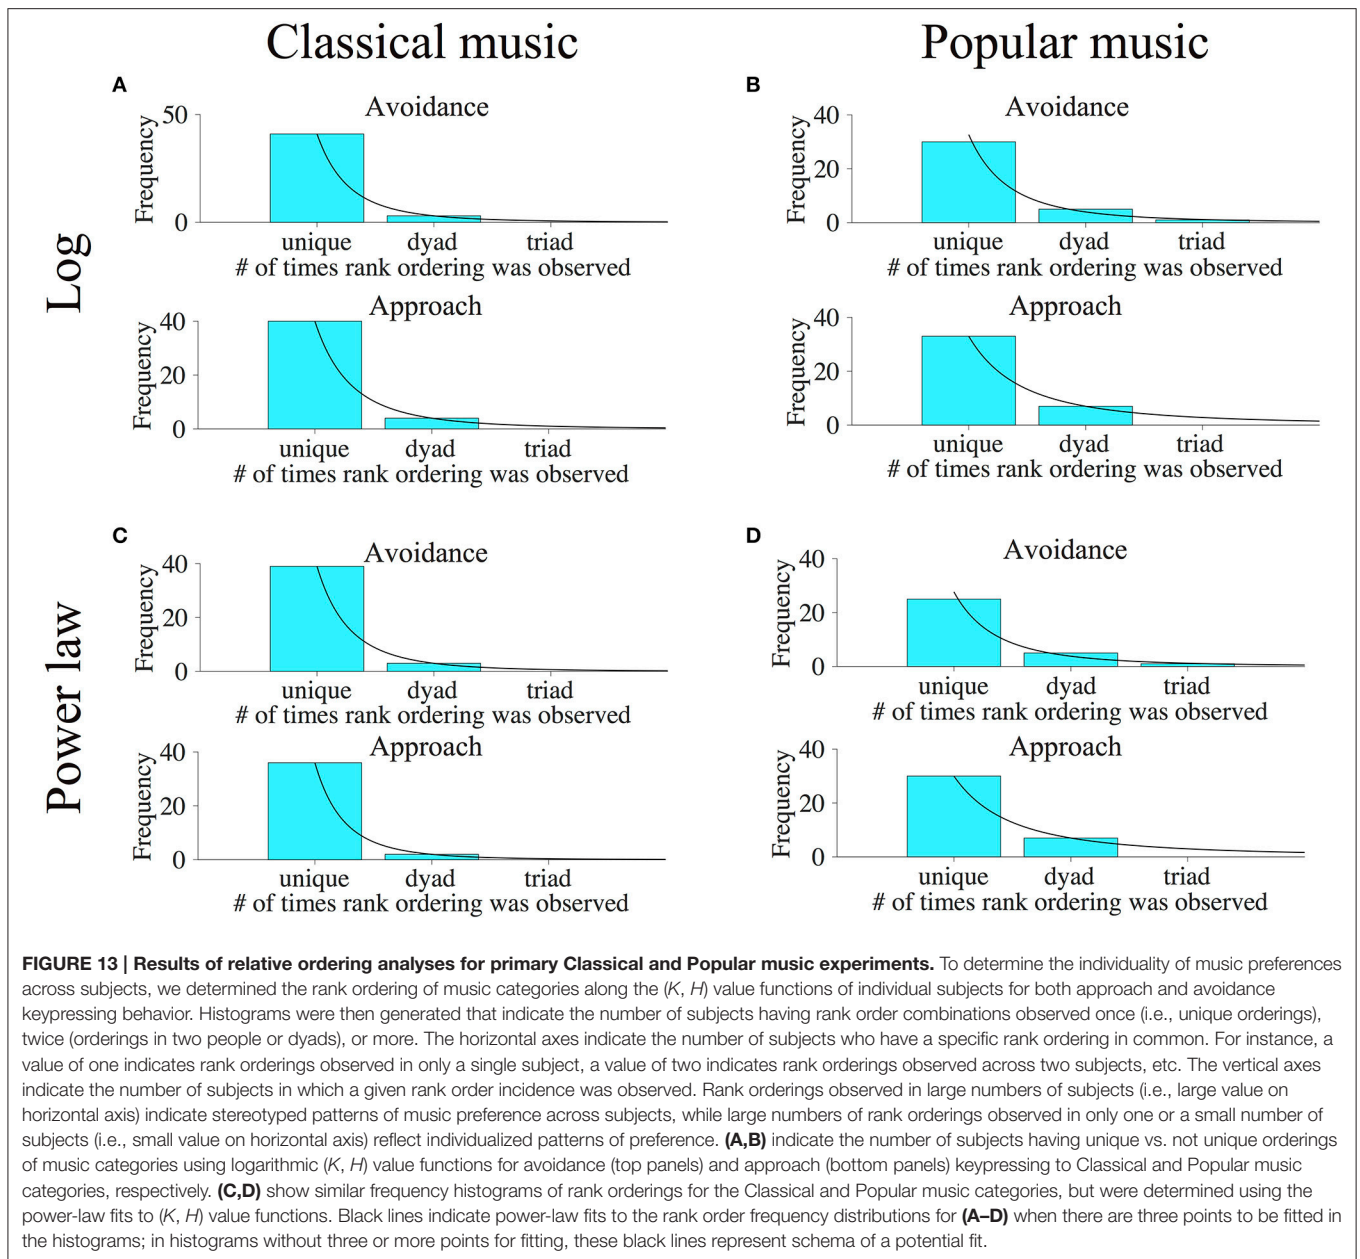 Classical music
Popular music
Log
A
Avoidance
Frequency
50
0
unique dyad triad
# of times rank ordering was observed
Approach
Frequency
40
20
0
unique dyad triad
# of times rank ordering was observed
B
Avoidance
Frequency
40
20
0
unique dyad triad
# of times rank ordering was observed
Approach
Frequency
40
20
0
unique dyad triad
# of times rank ordering was observed
Power law
C
Avoidance
Frequency
40
20
0
unique dyad triad
# of times rank ordering was observed
Approach
Frequency
40
20
0
unique dyad triad
# of times rank ordering was observed
D
Avoidance
Frequency
40
20
0
unique dyad triad
# of times rank ordering was observed
Approach
Frequency
40
20
0
unique dyad triad
# of times rank ordering was observed
FIGURE 13 | Results of relative ordering analyses for primary Classical and Popular music experiments. To determine the individuality of music preferences
across subjects, we determined the rank ordering of music categories along the (K, H) value functions of individual subjects for both approach and avoidance
keypressing behavior. Histograms were then generated that indicate the number of subjects having rank order combinations observed once (i.e., unique orderings),
twice (orderings in two people or dyads), or more. The horizontal axes indicate the number of subjects who have a specific rank ordering in common. For instance, a
value of one indicates rank orderings observed in only a single subject, a value of two indicates rank orderings observed across two subjects, etc. The vertical axes
indicate the number of subjects in which a given rank order incidence was observed. Rank orderings observed in large numbers of subjects (i.e., large value on
horizontal axis) indicate stereotyped patterns of music preference across subjects, while large numbers of rank orderings observed in only one or a small number of
subjects (i.e., small value on horizontal axis) reflect individualized patterns of preference. (A,B) indicate the number of subjects having unique vs. not unique orderings
of music categories using logarithmic (K, H) value functions for avoidance (top panels) and approach (bottom panels) keypressing to Classical and Popular music
categories, respectively. (C,D) show similar frequency histograms of rank orderings for the Classical and Popular music categories, but were determined using the
power-law fits to (K, H) value functions. Black lines indicate power-law fits to the rank order frequency distributions for (A–D) when there are three points to be fitted in
the histograms; in histograms without three or more points for fitting, these black lines represent schema of a potential fit.